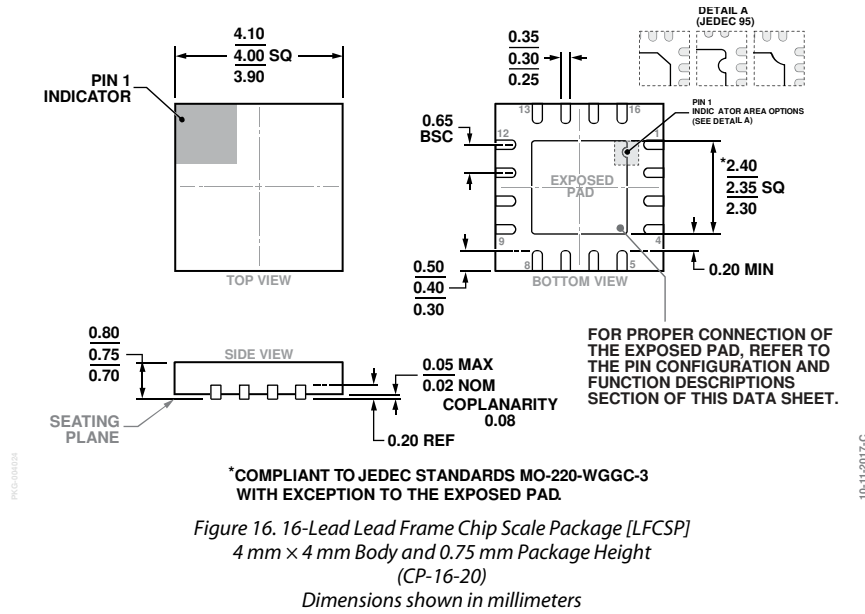 DETAIL A
(JEDEC 95)
4.10
4.00 SQ
3.90
0.35
0.30
0.25
PIN 1
INDICATOR
PIN 1
INDIC ATOR AREA OPTIONS
(SEE DETAIL A)
13
16
0.65
BSC
12
1
*2.40
2.35 SQ
2.30
EXPOSED
PAD
9
4
0.50
0.40
0.30
8
5
0.20 MIN
TOP VIEW
BOTTOM VIEW
0.80
0.75
0.70
SIDE VIEW
0.05 MAX
0.02 NOM
COPLANARITY
0.08
FOR PROPER CONNECTION OF
THE EXPOSED PAD, REFER TO
THE PIN CONFIGURATION AND
FUNCTION DESCRIPTIONS
SECTION OF THIS DATA SHEET.
SEATING
PLANE
0.20 REF
PKG-004024
10-11-2017-C
*COMPLIANT TO JEDEC STANDARDS MO-220-WGGC-3
WITH EXCEPTION TO THE EXPOSED PAD.
Figure 16. 16-Lead Lead Frame Chip Scale Package [LFCSP]
4 mm × 4 mm Body and 0.75 mm Package Height
(CP-16-20)
Dimensions shown in millimeters